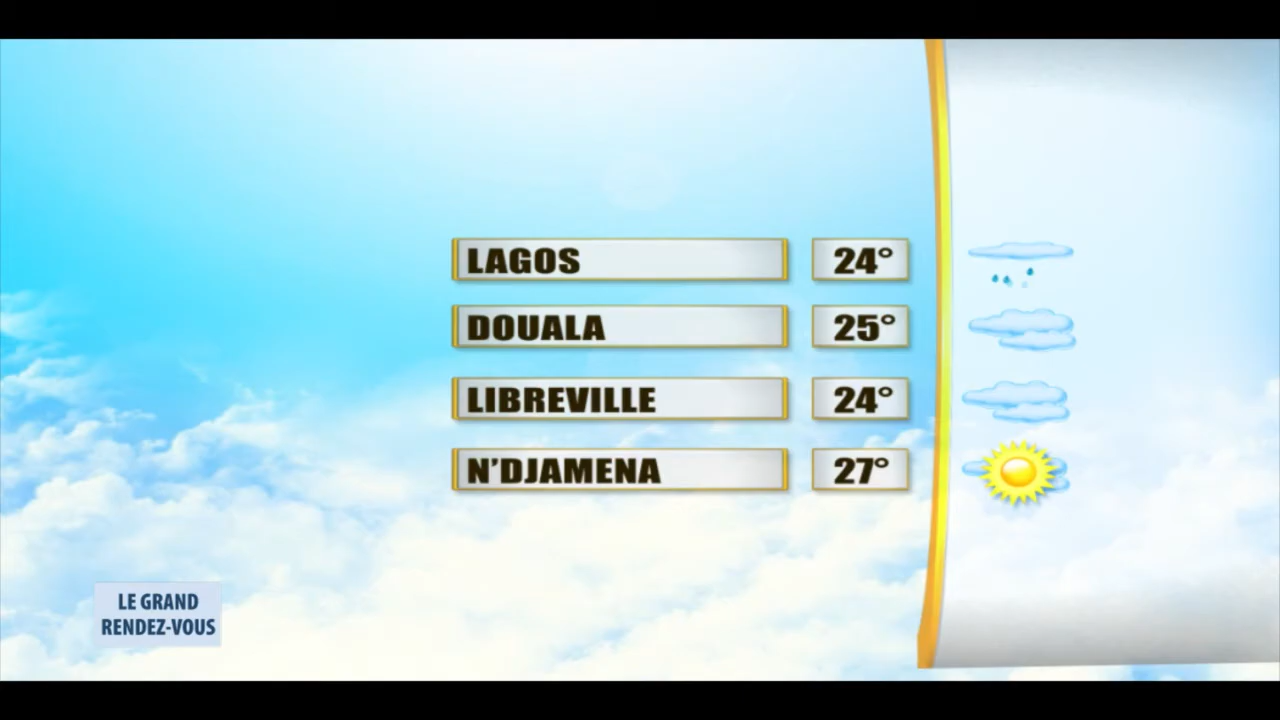 LAGOS 24°
DOUALA 25°
LIBREVILLE 24°
N'DJAMENA 27°
LE GRAND
RENDEZ-VOUS